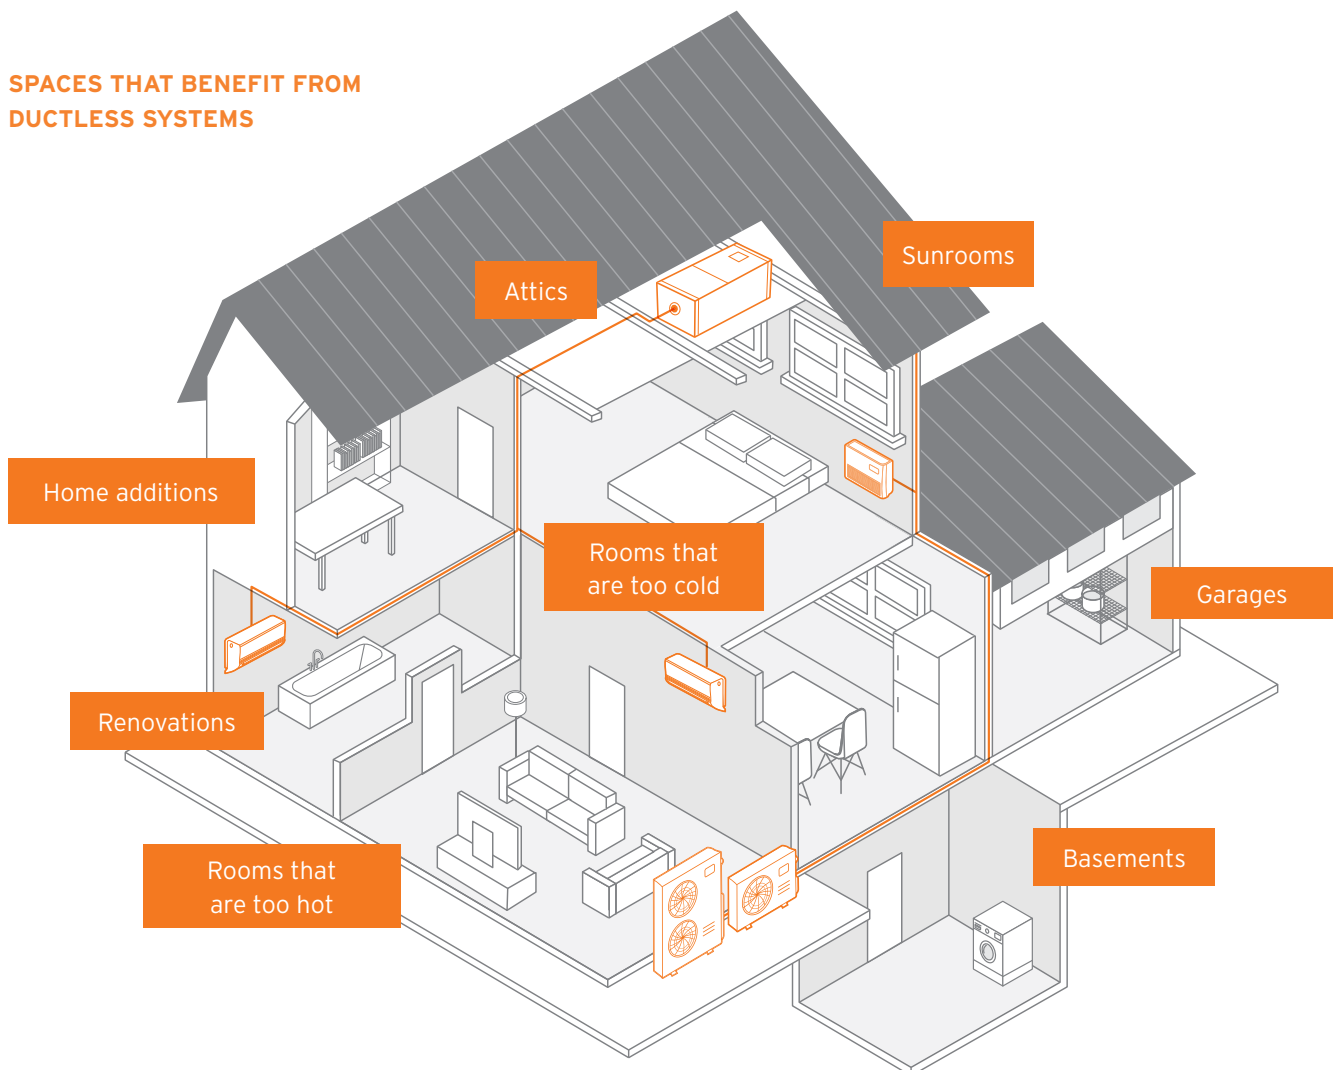 SPACES THAT BENEFIT FROM
DUCTLESS SYSTEMS
Sunrooms
Attics
Home additions
Rooms that
are too cold
Garages
Renovations
Rooms that
are too hot
Basements